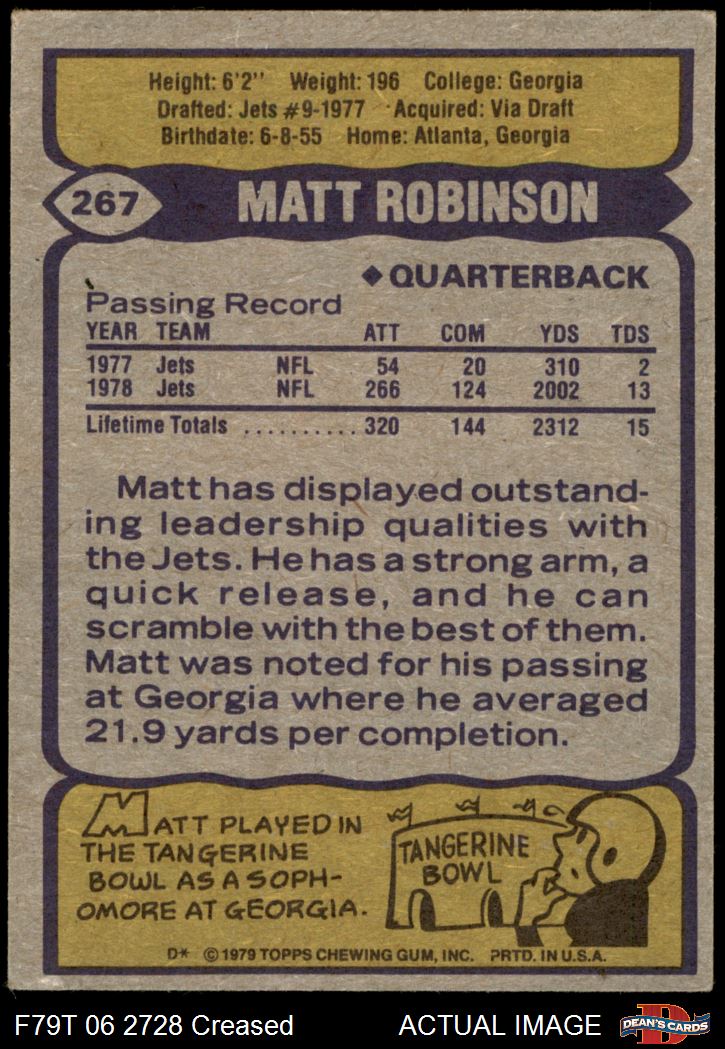 Height: 6'2" Weight: 196 College: Georgia
Drafted: Jets #9-1977 Acquired: Via Draft
Birthdate: 6-8-55 Home: Atlanta, Georgia
267 MATT ROBINSON
◆QUARTERBACK
Passing Record
YEAR TEAM ATT COM YDS TDS
1977 Jets NFL 54 20 310 2
1978 Jets NFL 266 124 2002 13
Lifetime Totals .......... 320 144 2312 15
Matt has displayed outstand-
ing leadership qualities with
the Jets. He has a strong arm, a
quick release, and he can
scramble with the best of them.
Matt was noted for his passing
at Georgia where he averaged
21.9 yards per completion.
MATT PLAYED IN
THE TANGERINE
BOWL AS A SOPH-
OMORE AT GEORGIA.
TANGERINE
BOWL
D* © 1979 TOPPS CHEWING GUM, INC. PRTD. IN U.S.A.
F79T 06 2728 Creased ACTUAL IMAGE
D
DEAN'S CARDS